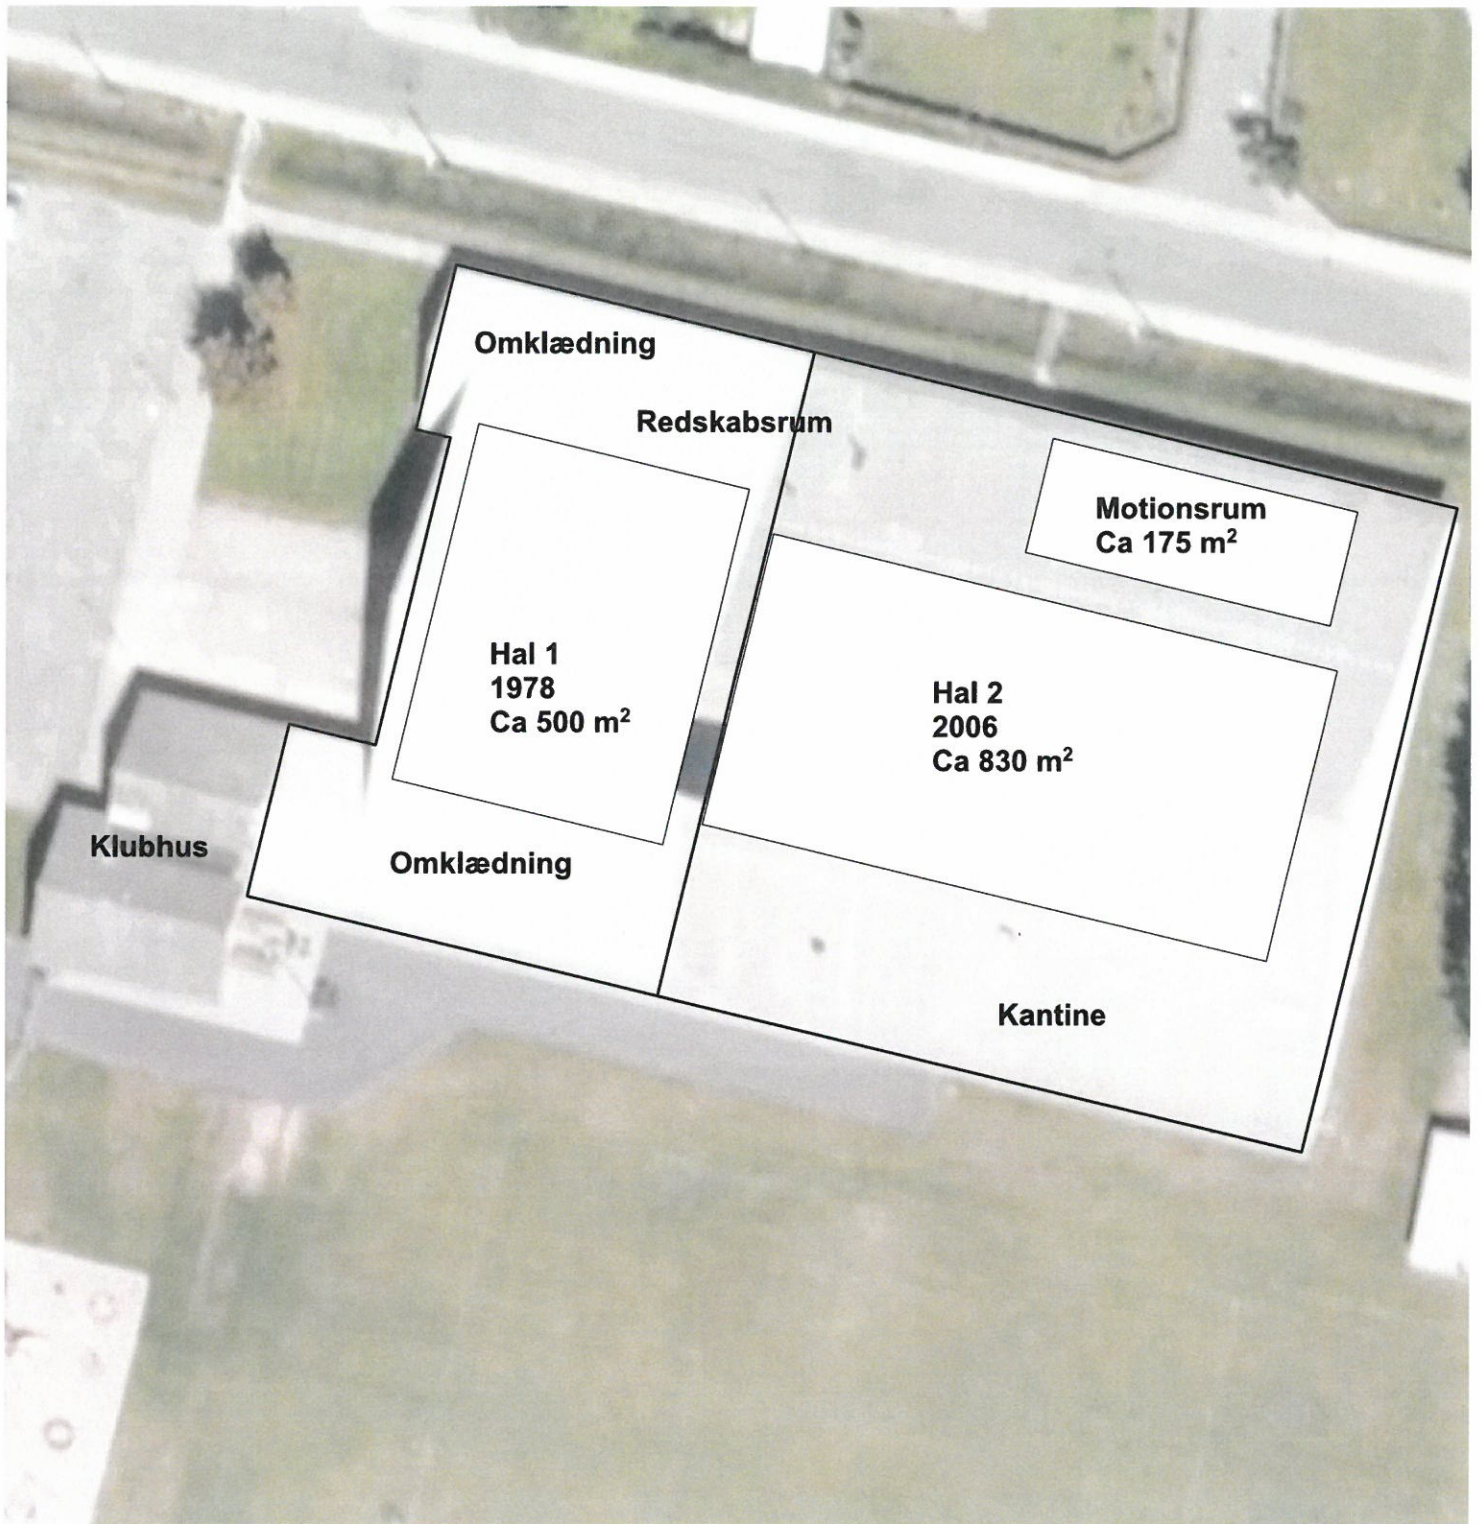 Omklædning
Redskabsrum
Motionsrum
Ca 175 m²
Hal 1
1978
Ca 500 m²
Hal 2
2006
Ca 830 m²
Klubhus
Omklædning
Kantine